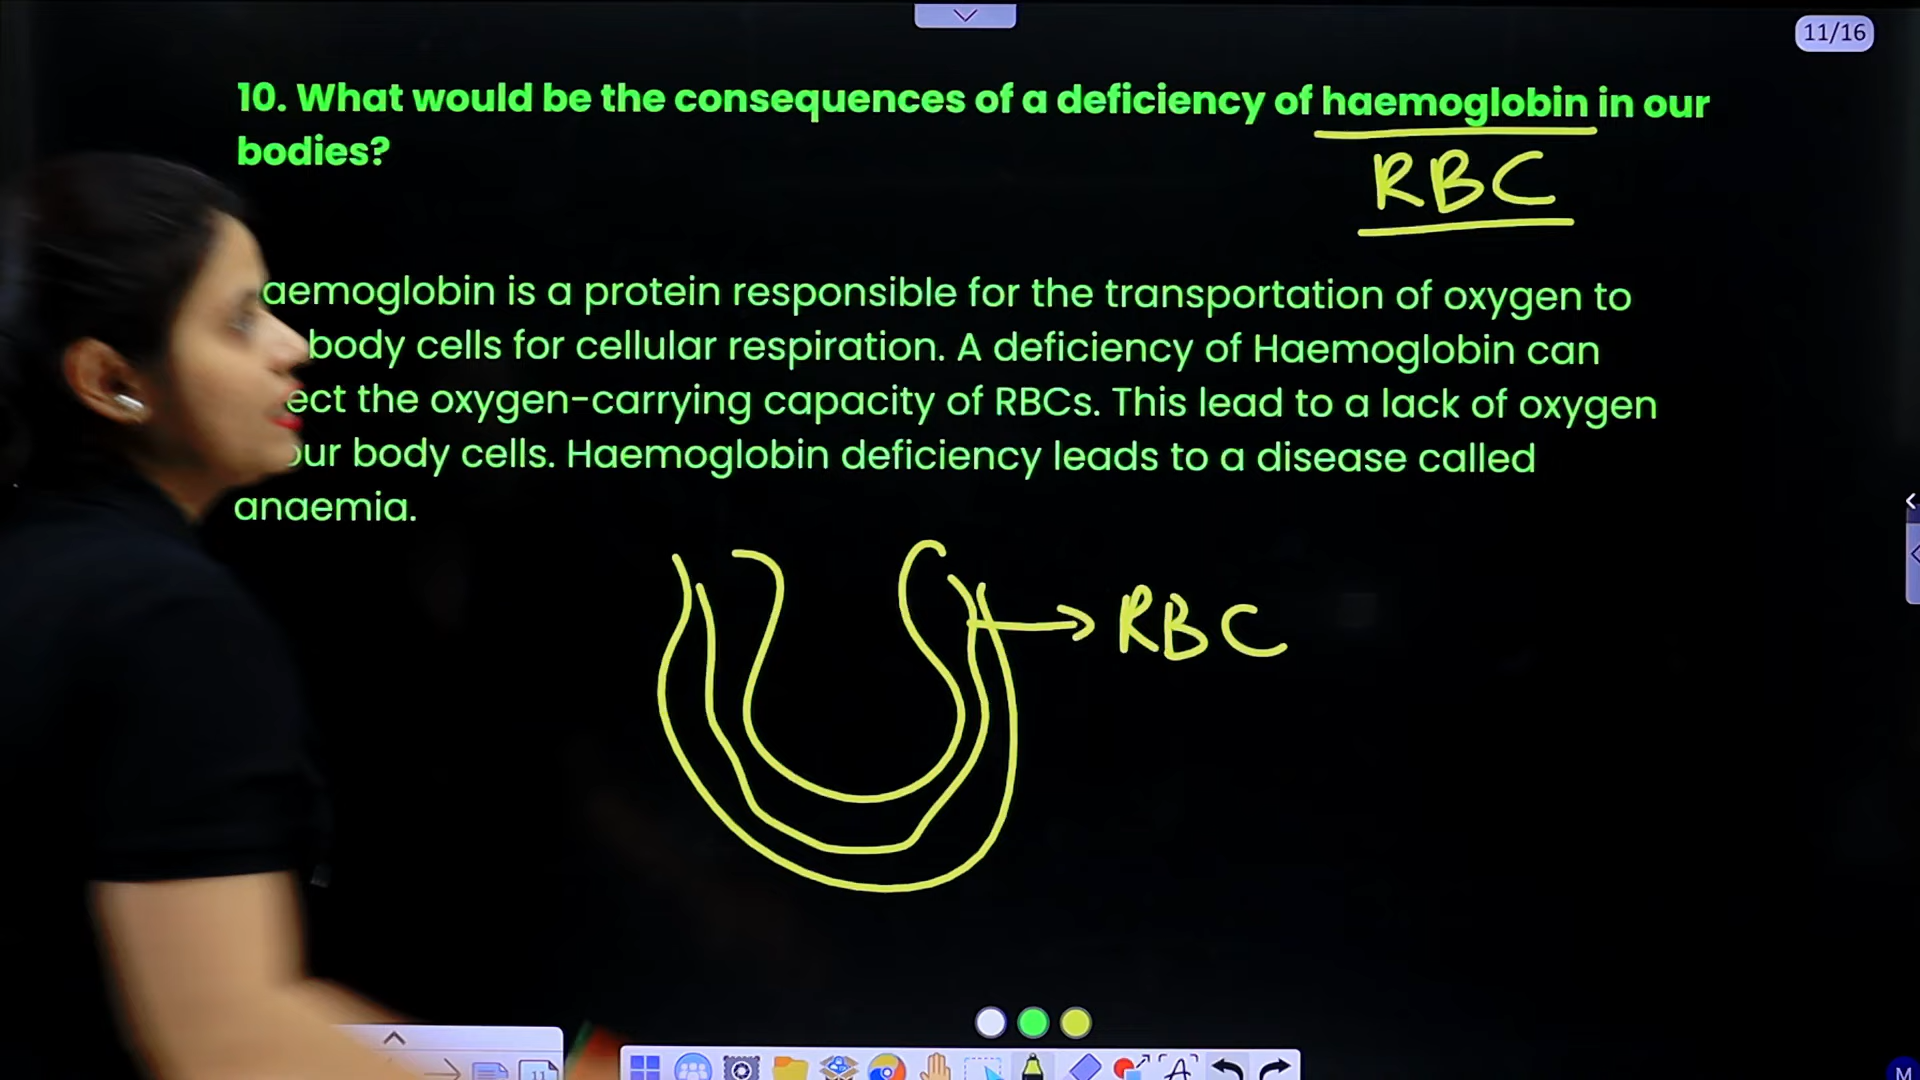 11/16
10. What would be the consequences of a deficiency of haemoglobin in our
bodies?
RBC
aemoglobin is a protein responsible for the transportation of oxygen to
body cells for cellular respiration. A deficiency of Haemoglobin can
ect the oxygen-carrying capacity of RBCs. This lead to a lack of oxygen
our body cells. Haemoglobin deficiency leads to a disease called
anaemia.
RBC
11
A
M